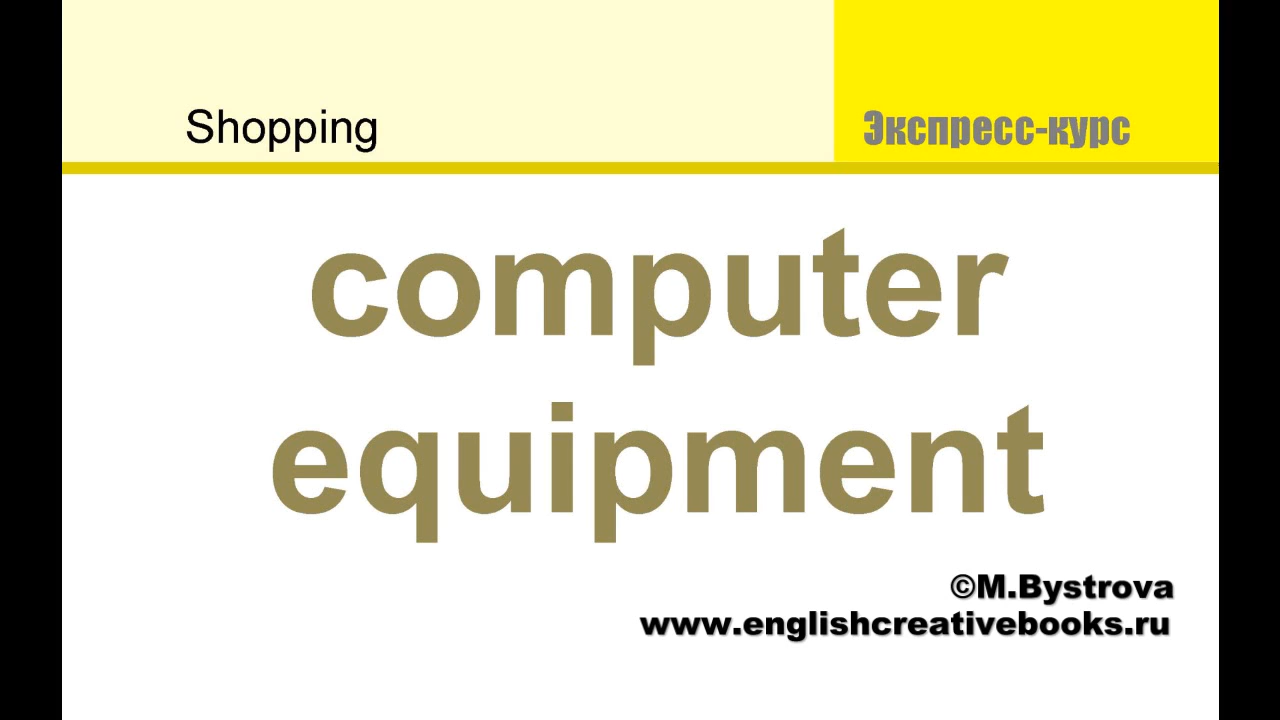 Shopping
Экспресс-курс
computer
equipment
©M.Bystrova
www.englishcreativebooks.ru